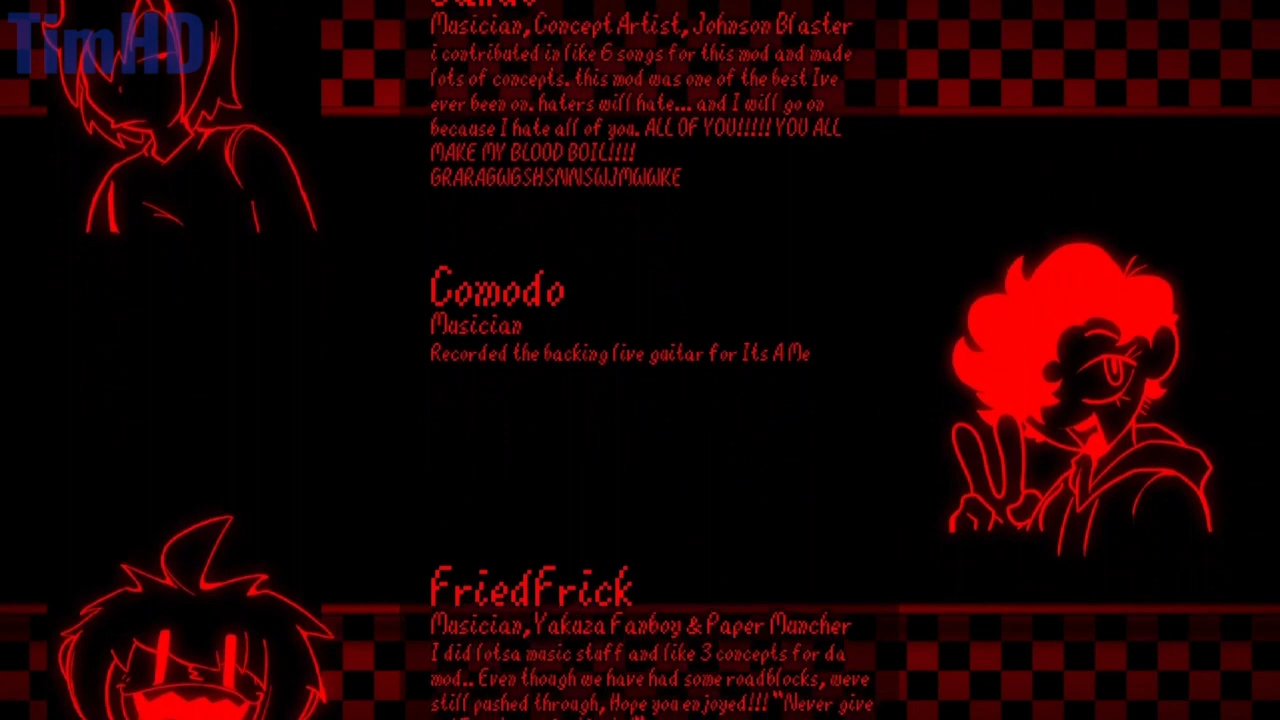 TimHD
Musician, Concept Artist, Johnson Blaster
i contributed in like 6 songs for this mod and made
lots of concepts. this mod was one of the best Ive
ever been on. haters will hate... and I will go on
because I hate all of you. ALL OF YOU!!!!! YOU ALL
MAKE MY BLOOD BOIL!!!!
GRARAGWGSHSNNSWJMWWKE
Comodo
Musician
Recorded the backing live guitar for Its A Me
FriedFrick
Musician, Yakuza Fanboy & Paper Muncher
I did lotsa music stuff and like 3 concepts for da
mod.. Even though we have had some roadblocks, weve
still pushed through, Hope you enjoyed!!! "Never give